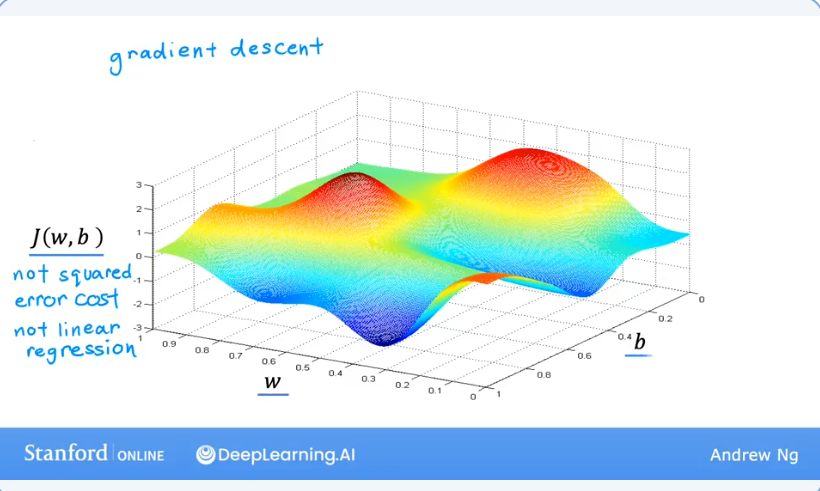 gradient descent
3
2
1
0
-1
-2
-3
J(w,b)
not squared
error cost
not linear
regression
1
0.9
0.8
0.7
0.6
0.5
0.4
0.3
0.2
0.1
0
w
0
0.2
0.4
0.6
0.8
1
b
Stanford | ONLINE
DeepLearning.AI
Andrew Ng